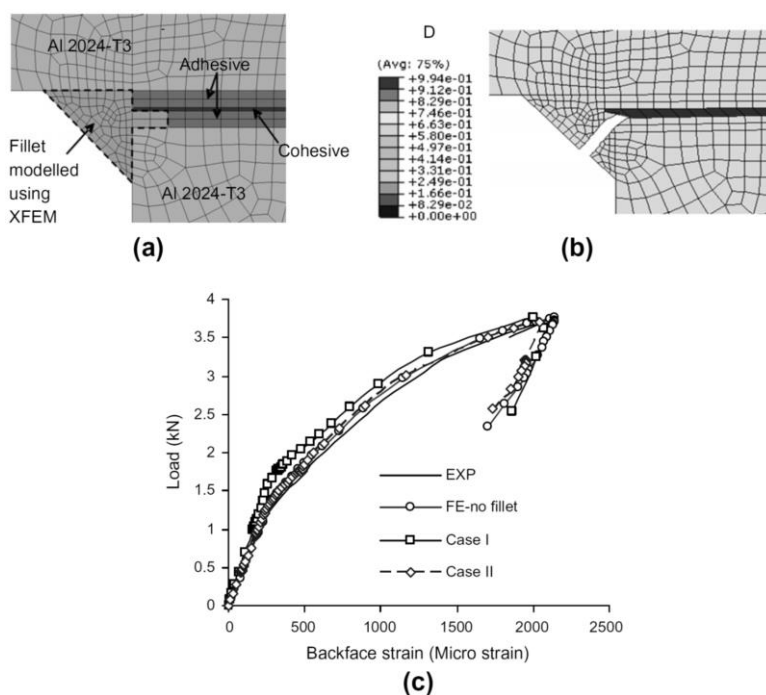 Al 2024-T3
Adhesive
Fillet
modelled
using
XFEM
Cohesive
Al 2024-T3
(a)
D
(Avg: 75%)
+9.94e-01
+9.12e-01
+8.29e-01
+7.46e-01
+6.63e-01
+5.80e-01
+4.97e-01
+4.14e-01
+3.31e-01
+2.49e-01
+1.66e-01
+8.29e-02
+0.00e+00
(b)
4
3.5
3
2.5
2
1.5
1
0.5
0
Load (kN)
EXP
FE-no fillet
Case I
Case II
0 500 1000 1500 2000 2500
Backface strain (Micro strain)
(c)